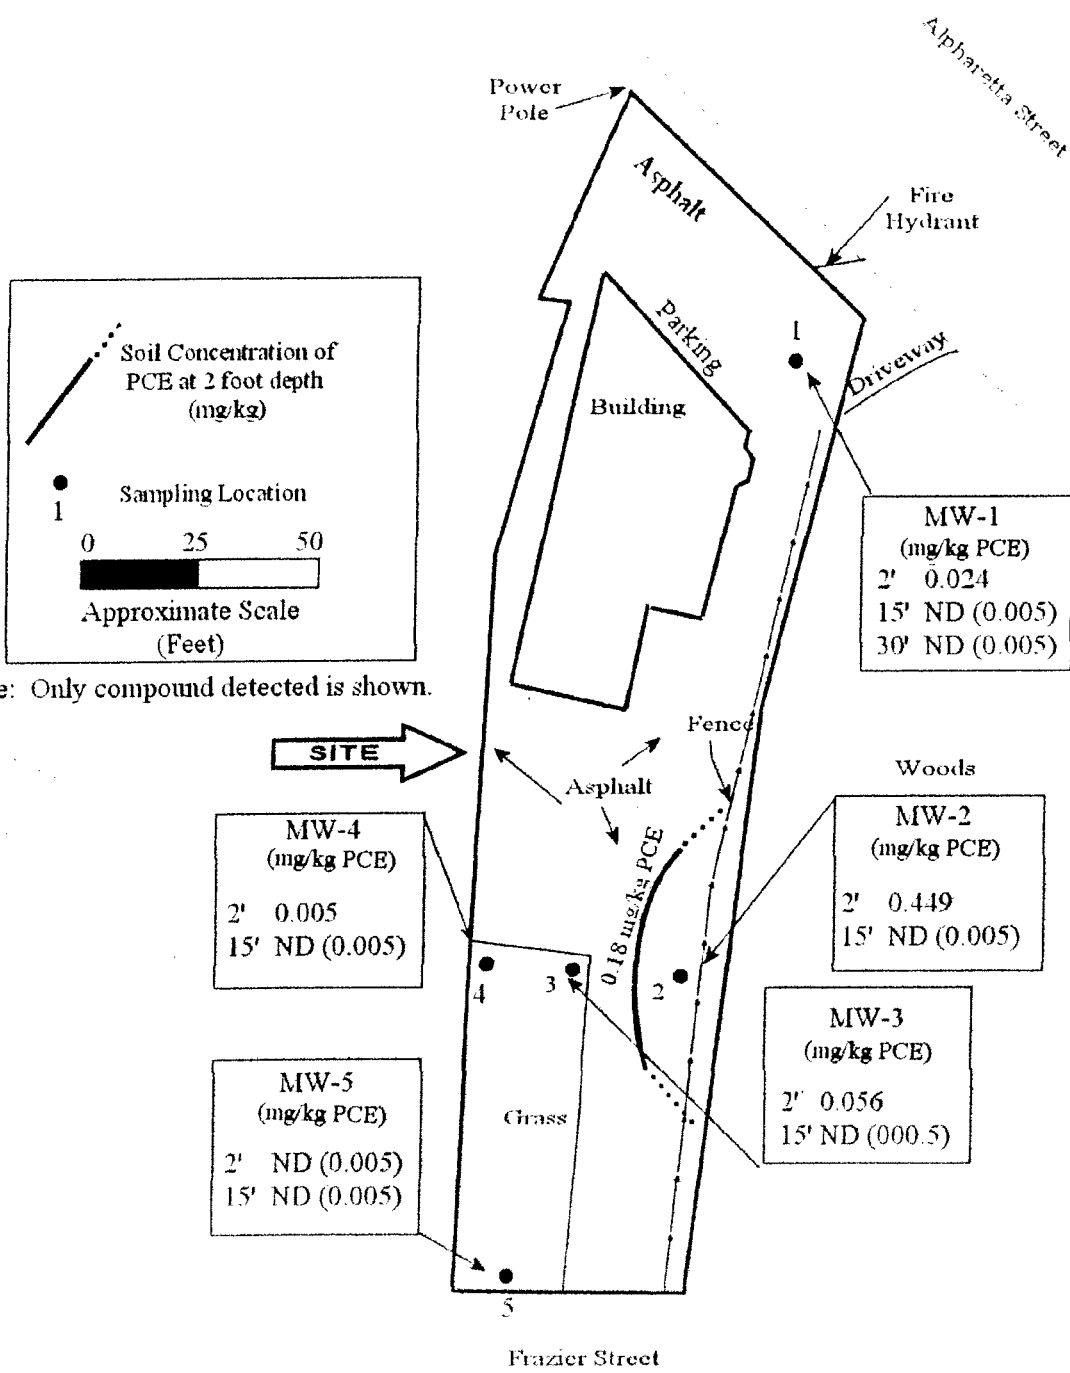 Alpharetta Street
Power
Pole
Asphalt
Fire
Hydrant
Parking
1
Driveway
Building
Soil Concentration of
PCE at 2 foot depth
(mg/kg)
1
Sampling Location
0 25 50
Approximate Scale
(Feet)
e: Only compound detected is shown.
MW-1
(mg/kg PCE)
2' 0.024
15' ND (0.005)
30' ND (0.005)
SITE
Fence
Asphalt
Woods
MW-2
(mg/kg PCE)
2' 0.449
15' ND (0.005)
MW-4
(mg/kg PCE)
2' 0.005
15' ND (0.005)
0.18 mg/kg PCE
4
3
2
MW-3
(mg/kg PCE)
2' 0.056
15' ND (000.5)
MW-5
(mg/kg PCE)
2' ND (0.005)
15' ND (0.005)
Grass
5
Frazier Street